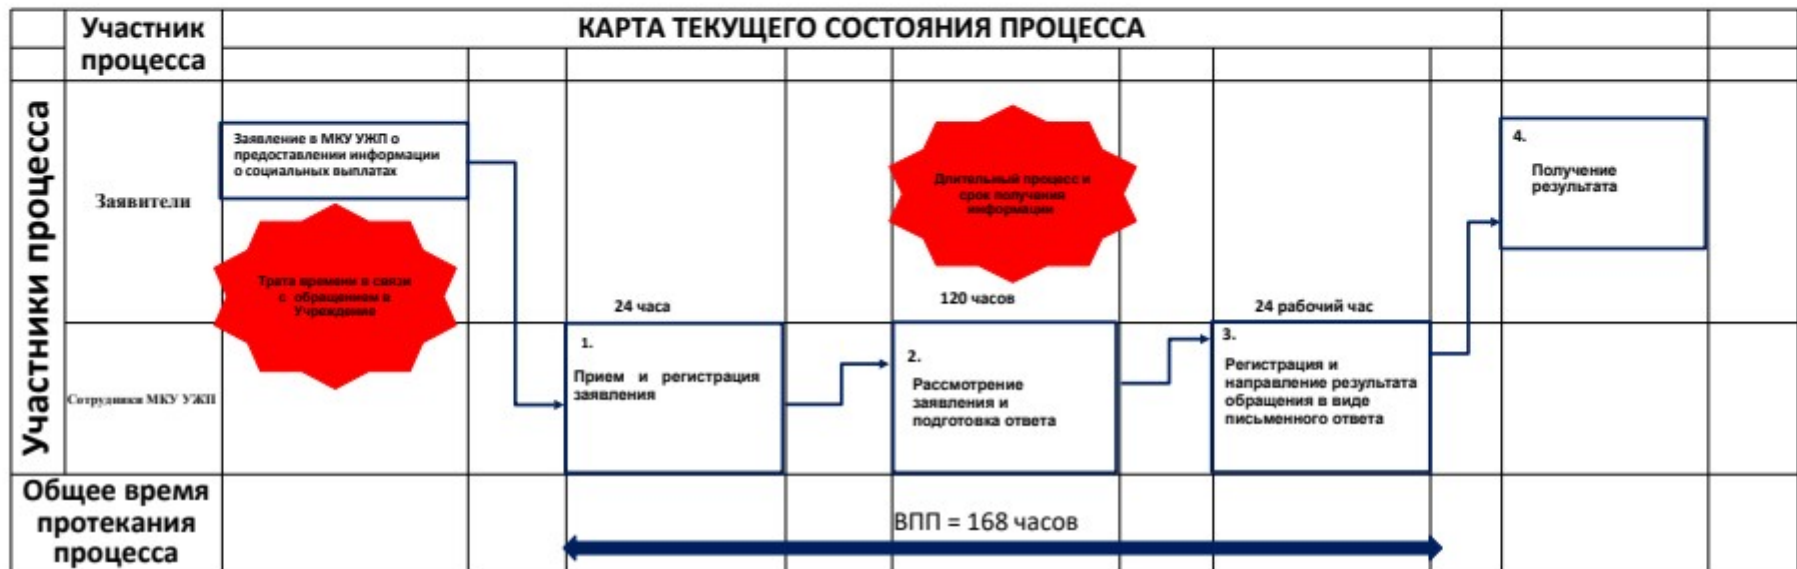 Участник
процесса
КАРТА ТЕКУЩЕГО СОСТОЯНИЯ ПРОЦЕССА
Участники процесса
Заявители
Заявление в МКУ УЖП о
предоставлении информации
о социальных выплатах
Трата времени в связи
с обращением в
Учреждение
Длительный процесс и
срок получения
информации
4.
Получение
результата
Сотрудники МКУ УЖП
24 часа
1.
Прием и регистрация
заявления
120 часов
2.
Рассмотрение
заявления и
подготовка ответа
24 рабочий час
3.
Регистрация и
направление результата
обращения в виде
письменного ответа
Общее время
протекания
процесса
ВПП = 168 часов